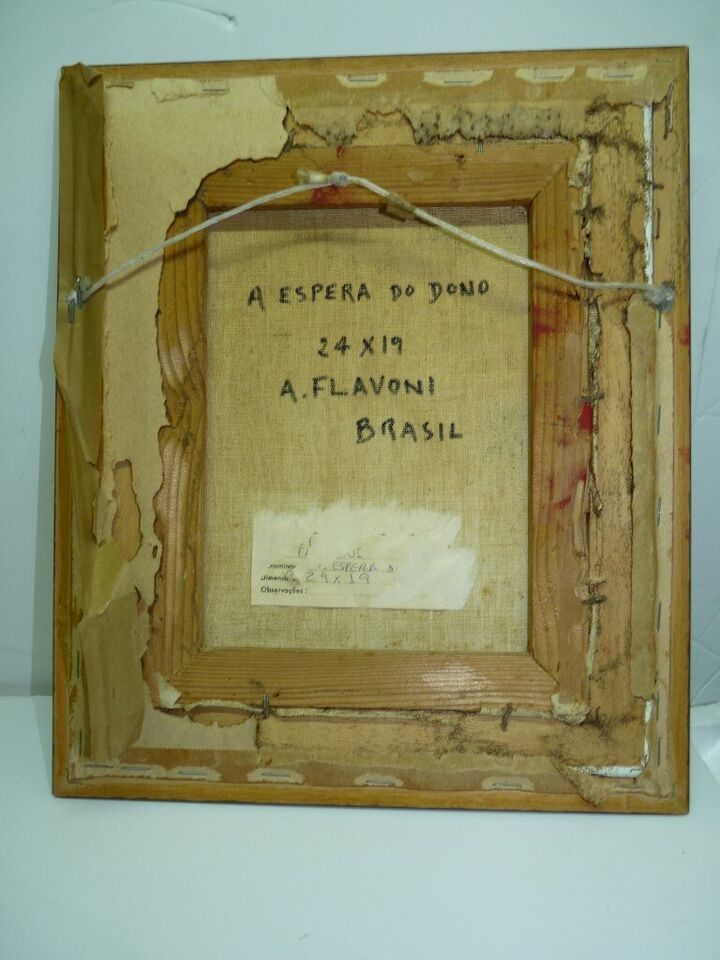 A ESPERA DO DONO
24 X 19
A. FLAVONI
BRASIL
ESPERA D
24 x 19
Observações :